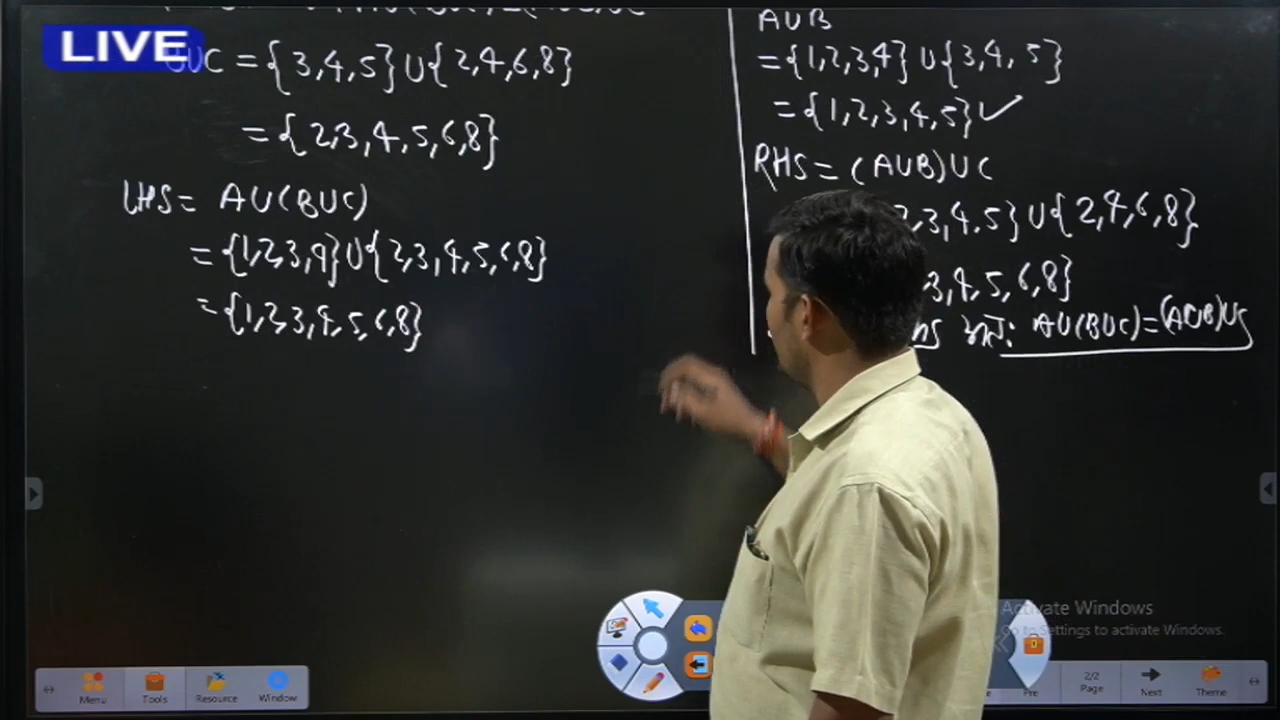 LIVE
BUC = {3,4,5} U {2,4,6,8}
= {2,3,4,5,6,8}
LHS = AU(BUC)
= {1,2,3,4} U {2,3,4,5,6,8}
= {1,2,3,4,5,6,8}
AUB
= {1,2,3,4} U {3,4,5}
= {1,2,3,4,5} ✓
RHS = (AUB)UC
2,3,4,5} U {2,4,6,8}
3,4,5,6,8}
अतः AU(BUC) = (AUB)UC
Activate Windows
Go to Settings to activate Windows.
Menu
Tools
Resource
Window
Pre
2/2
Page
Next
Theme